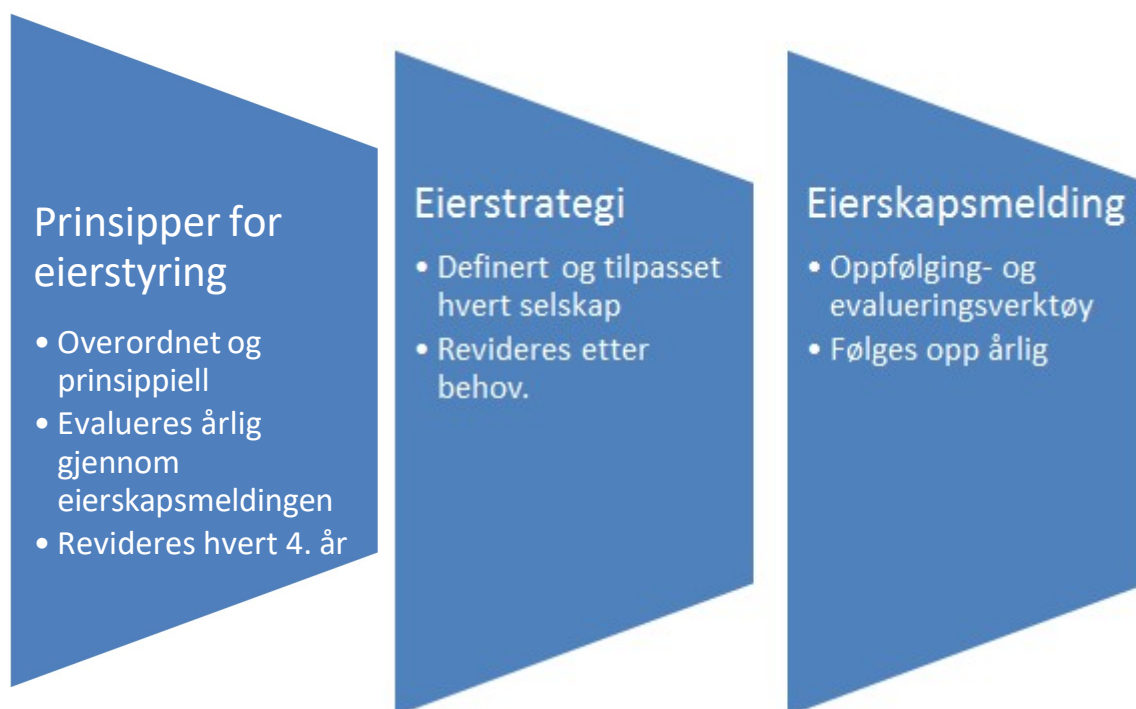 Prinsipper for
eierstyring
• Overordnet og
prinsippiell
• Evalueres årlig
gjennom
eierskapsmeldingen
• Revideres hvert 4. år
Eierstrategi
• Definert og tilpasset
hvert selskap
• Revideres etter
behov.
Eierskapsmelding
• Oppfølging- og
evalueringsverktøy
• Følges opp årlig